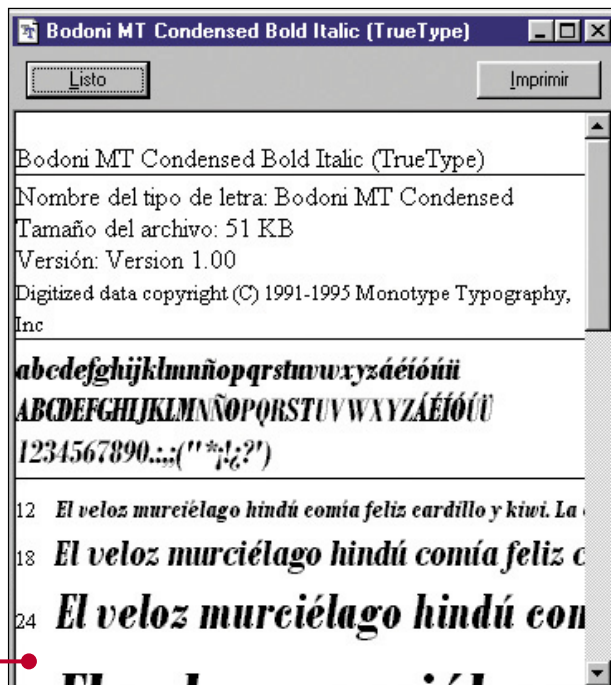 Bodoni MT Condensed Bold Italic (TrueType)
Listo
Imprimir
Bodoni MT Condensed Bold Italic (TrueType)
Nombre del tipo de letra: Bodoni MT Condensed
Tamaño del archivo: 51 KB
Versión: Version 1.00
Digitized data copyright (C) 1991-1995 Monotype Typography,
Inc
abcdefghijklmnñopqrstuvwxyzáéíóúü
ABCDEFGHIJKLMNÑOPQRSTUVWXYZÁÉÍÓÚÜ
1234567890.:,;("*¡!¿?')
12 El veloz murciélago hindú comía feliz cardillo y kiwi. La
18 El veloz murciélago hindú comía feliz c
24 El veloz murciélago hindú com